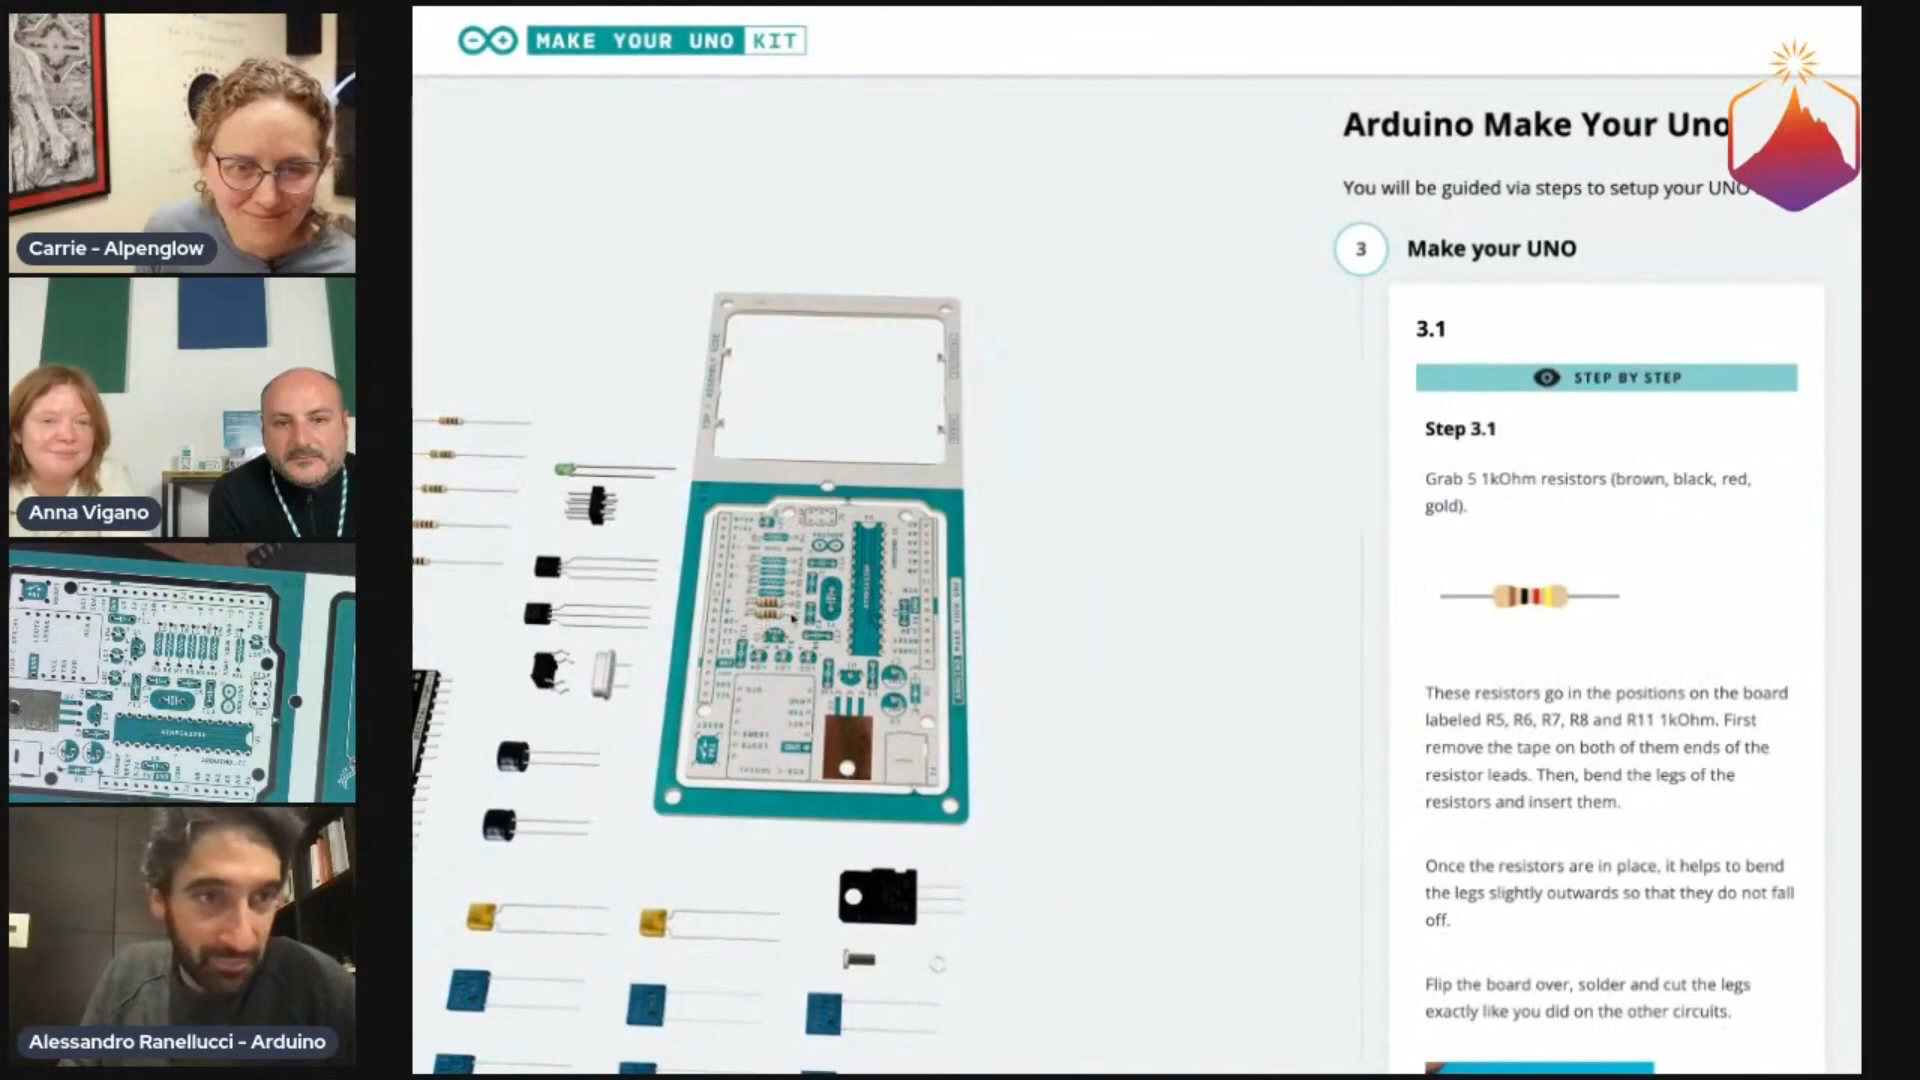 MAKE YOUR UNO KIT
Arduino Make Your Uno
You will be guided via steps to setup your UNO
3
Make your UNO
3.1
STEP BY STEP
Step 3.1
Grab 5 1kOhm resistors (brown, black, red,
gold).
These resistors go in the positions on the board
labeled R5, R6, R7, R8 and R11 1kOhm. First
remove the tape on both of them ends of the
resistor leads. Then, bend the legs of the
resistors and insert them.
Once the resistors are in place, it helps to bend
the legs slightly outwards so that they do not fall
off.
Flip the board over, solder and cut the legs
exactly like you did on the other circuits.
Carrie - Alpenglow
Anna Vigano
Alessandro Ranellucci - Arduino